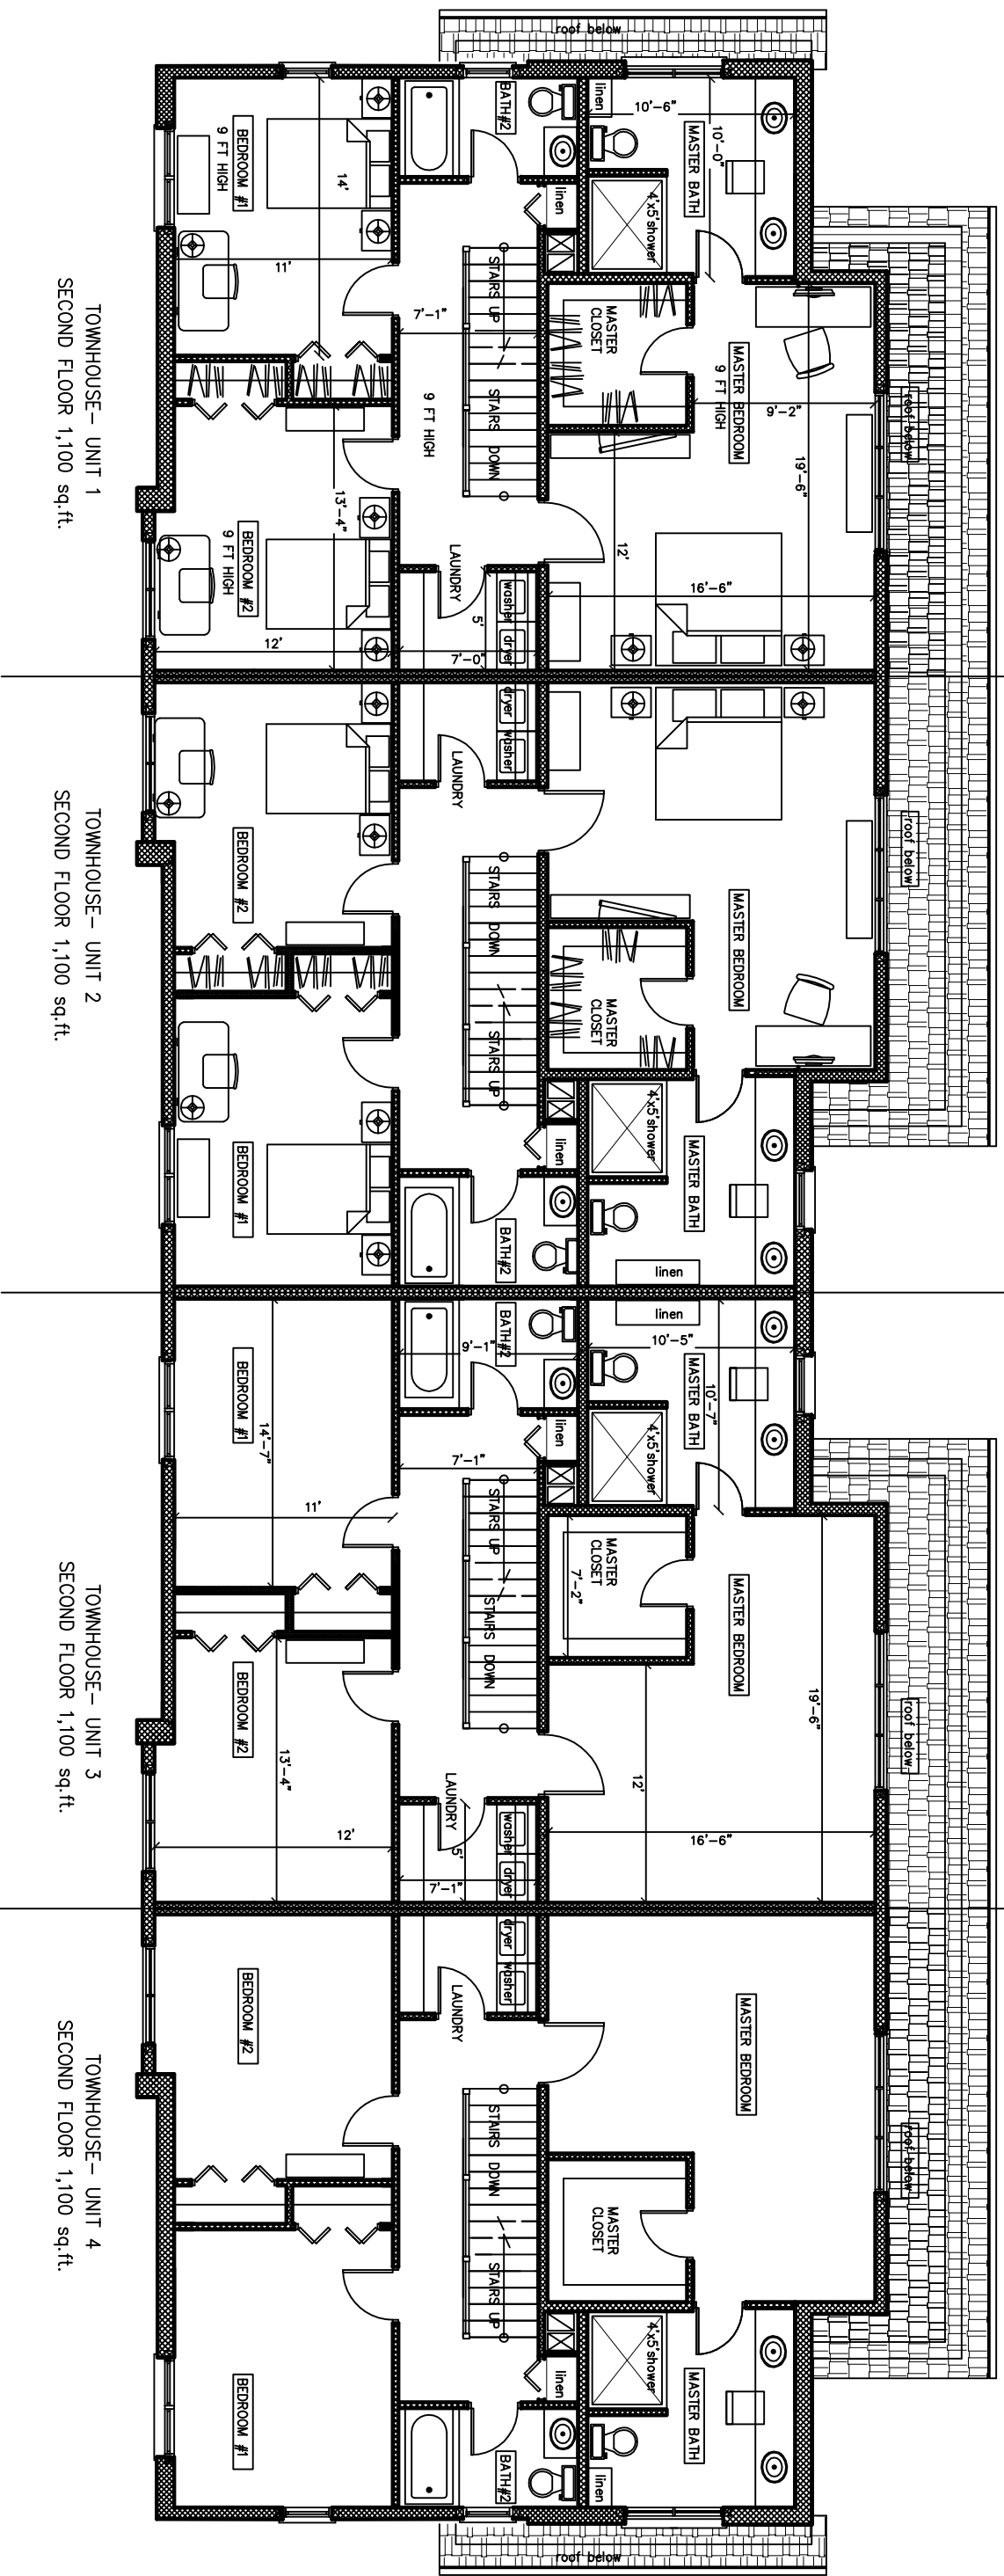 roof below
linen
10'-6"
10'-0"
MASTER BATH
4'x5'shower
BATH#2
linen
BEDROOM #1
9 FT HIGH
14'
11'
STAIRS UP
7'-1"
STAIRS DOWN
9 FT HIGH
MASTER
CLOSET
MASTER BEDROOM
9 FT HIGH
9'-2"
19'-6"
roof below
12'
16'-6"
13'-4"
BEDROOM #2
9 FT HIGH
12'
LAUNDRY
washer
dryer
5'
7'-0"
TOWNHOUSE- UNIT 1
SECOND FLOOR 1,100 sq.ft.
dryer
washer
LAUNDRY
BEDROOM #2
STAIRS DOWN
STAIRS UP
MASTER BEDROOM
roof below
MASTER
CLOSET
4'x5'shower
MASTER BATH
linen
linen
BATH#2
BEDROOM #1
TOWNHOUSE- UNIT 2
SECOND FLOOR 1,100 sq.ft.
linen
10'-5"
10'-7"
MASTER BATH
4'x5'shower
BATH#2
9'-1"
linen
7'-1"
BEDROOM #1
14'-7"
11'
STAIRS UP
STAIRS DOWN
MASTER
CLOSET
7'-2"
MASTER BEDROOM
19'-6"
roof below
12'
16'-6"
BEDROOM #2
13'-4"
12'
LAUNDRY
washer
dryer
5'
7'-1"
TOWNHOUSE- UNIT 3
SECOND FLOOR 1,100 sq.ft.
dryer
washer
LAUNDRY
BEDROOM #2
MASTER BEDROOM
roof below
STAIRS DOWN
STAIRS UP
MASTER
CLOSET
4'x5'shower
MASTER BATH
linen
linen
BATH#2
BEDROOM #1
roof below
TOWNHOUSE- UNIT 4
SECOND FLOOR 1,100 sq.ft.